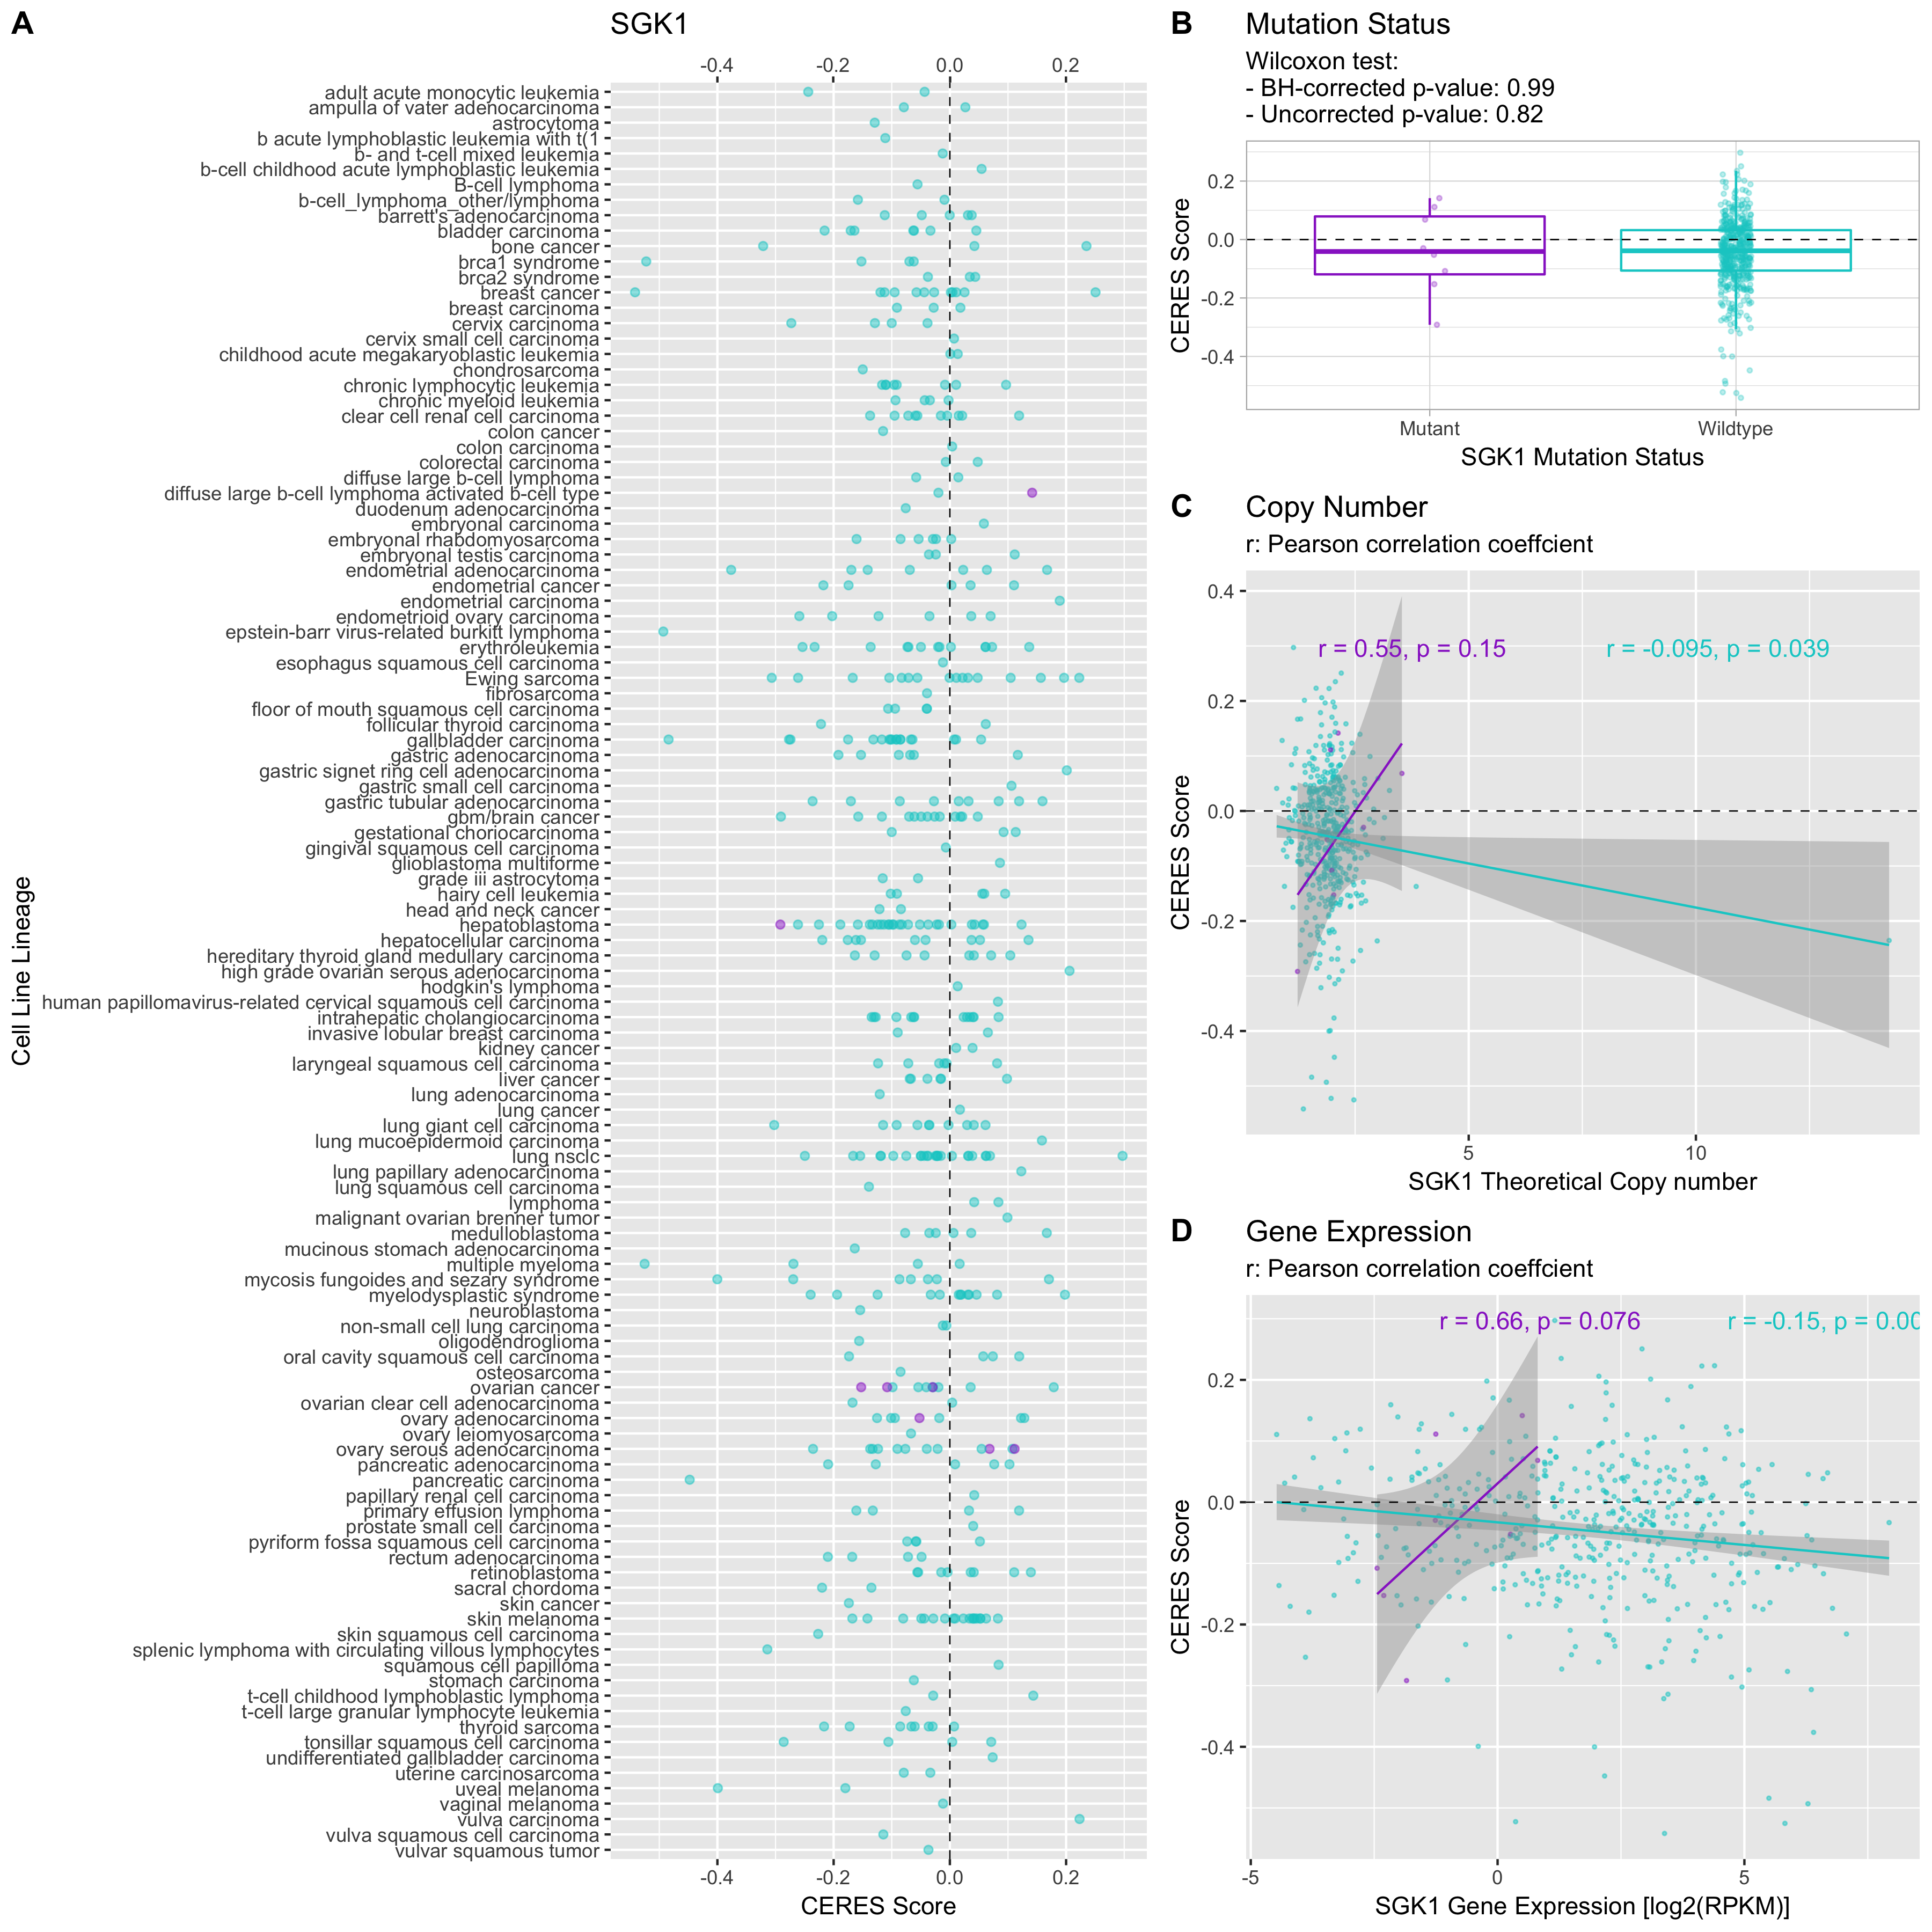 A
SGK1
-0.4 -0.2 0.0 0.2
adult acute monocytic leukemia
ampulla of vater adenocarcinoma
astrocytoma
b acute lymphoblastic leukemia with t(1
b- and t-cell mixed leukemia
b-cell childhood acute lymphoblastic leukemia
B-cell lymphoma
b-cell_lymphoma_other/lymphoma
barrett's adenocarcinoma
bladder carcinoma
bone cancer
brca1 syndrome
brca2 syndrome
breast cancer
breast carcinoma
cervix carcinoma
cervix small cell carcinoma
childhood acute megakaryoblastic leukemia
chondrosarcoma
chronic lymphocytic leukemia
chronic myeloid leukemia
clear cell renal cell carcinoma
colon cancer
colon carcinoma
colorectal carcinoma
diffuse large b-cell lymphoma
diffuse large b-cell lymphoma activated b-cell type
duodenum adenocarcinoma
embryonal carcinoma
embryonal rhabdomyosarcoma
embryonal testis carcinoma
endometrial adenocarcinoma
endometrial cancer
endometrial carcinoma
endometrioid ovary carcinoma
epstein-barr virus-related burkitt lymphoma
erythroleukemia
esophagus squamous cell carcinoma
Ewing sarcoma
fibrosarcoma
floor of mouth squamous cell carcinoma
follicular thyroid carcinoma
gallbladder carcinoma
gastric adenocarcinoma
gastric signet ring cell adenocarcinoma
gastric small cell carcinoma
gastric tubular adenocarcinoma
gbm/brain cancer
gestational choriocarcinoma
gingival squamous cell carcinoma
glioblastoma multiforme
grade iii astrocytoma
hairy cell leukemia
head and neck cancer
hepatoblastoma
hepatocellular carcinoma
hereditary thyroid gland medullary carcinoma
high grade ovarian serous adenocarcinoma
hodgkin's lymphoma
human papillomavirus-related cervical squamous cell carcinoma
intrahepatic cholangiocarcinoma
invasive lobular breast carcinoma
kidney cancer
laryngeal squamous cell carcinoma
liver cancer
lung adenocarcinoma
lung cancer
lung giant cell carcinoma
lung mucoepidermoid carcinoma
lung nsclc
lung papillary adenocarcinoma
lung squamous cell carcinoma
lymphoma
malignant ovarian brenner tumor
medulloblastoma
mucinous stomach adenocarcinoma
multiple myeloma
mycosis fungoides and sezary syndrome
myelodysplastic syndrome
neuroblastoma
non-small cell lung carcinoma
oligodendroglioma
oral cavity squamous cell carcinoma
osteosarcoma
ovarian cancer
ovarian clear cell adenocarcinoma
ovary adenocarcinoma
ovary leiomyosarcoma
ovary serous adenocarcinoma
pancreatic adenocarcinoma
pancreatic carcinoma
papillary renal cell carcinoma
primary effusion lymphoma
prostate small cell carcinoma
pyriform fossa squamous cell carcinoma
rectum adenocarcinoma
retinoblastoma
sacral chordoma
skin cancer
skin melanoma
skin squamous cell carcinoma
splenic lymphoma with circulating villous lymphocytes
squamous cell papilloma
stomach carcinoma
t-cell childhood lymphoblastic lymphoma
t-cell large granular lymphocyte leukemia
thyroid sarcoma
tonsillar squamous cell carcinoma
undifferentiated gallbladder carcinoma
uterine carcinosarcoma
uveal melanoma
vaginal melanoma
vulva carcinoma
vulva squamous cell carcinoma
vulvar squamous tumor
-0.4 -0.2 0.0 0.2
CERES Score
Cell Line Lineage
B
Mutation Status
Wilcoxon test:
- BH-corrected p-value: 0.99
- Uncorrected p-value: 0.82
0.2
0.0
-0.2
-0.4
CERES Score
Mutant Wildtype
SGK1 Mutation Status
C
Copy Number
r: Pearson correlation coeffcient
r = 0.55, p = 0.15 r = -0.095, p = 0.039
0.4
0.2
0.0
-0.2
-0.4
CERES Score
5 10
SGK1 Theoretical Copy number
D
Gene Expression
r: Pearson correlation coeffcient
r = 0.66, p = 0.076 r = -0.15, p = 0.00
0.2
0.0
-0.2
-0.4
CERES Score
-5 0 5
SGK1 Gene Expression [log2(RPKM)]